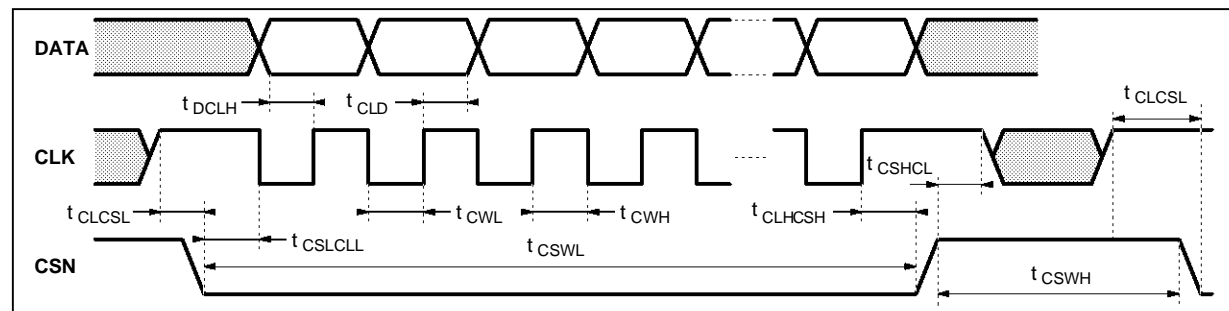 DATA
t DCLH
t CLD
t CLCSL
CLK
t CSHCL
t CLCSL
t CWL
t CWH
t CLHCSH
t CSLCLL
t CSWL
CSN
t CSWH